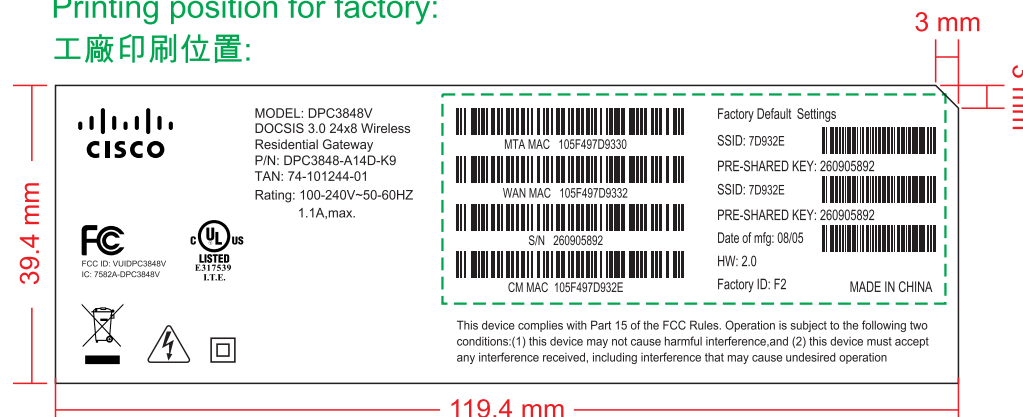 Printing position for factory:
工廠印刷位置:
3 mm
3 mm
CISCO
MODEL: DPC3848V
DOCSIS 3.0 24x8 Wireless
Residential Gateway
P/N: DPC3848-A14D-K9
TAN: 74-101244-01
Rating: 100-240V~50-60HZ
1.1A,max.
FC
FCC ID: VUIDPC3848V
IC: 7582A-DPC3848V
C UL US
LISTED
E317539
I.T.E.
MTA MAC 105F497D9330
WAN MAC 105F497D9332
S/N 260905892
CM MAC 105F497D932E
Factory Default Settings
SSID: 7D932E
PRE-SHARED KEY: 260905892
SSID: 7D932E
PRE-SHARED KEY: 260905892
Date of mfg: 08/05
HW: 2.0
Factory ID: F2 MADE IN CHINA
This device complies with Part 15 of the FCC Rules. Operation is subject to the following two
conditions:(1) this device may not cause harmful interference,and (2) this device must accept
any interference received, including interference that may cause undesired operation
39.4 mm
119.4 mm